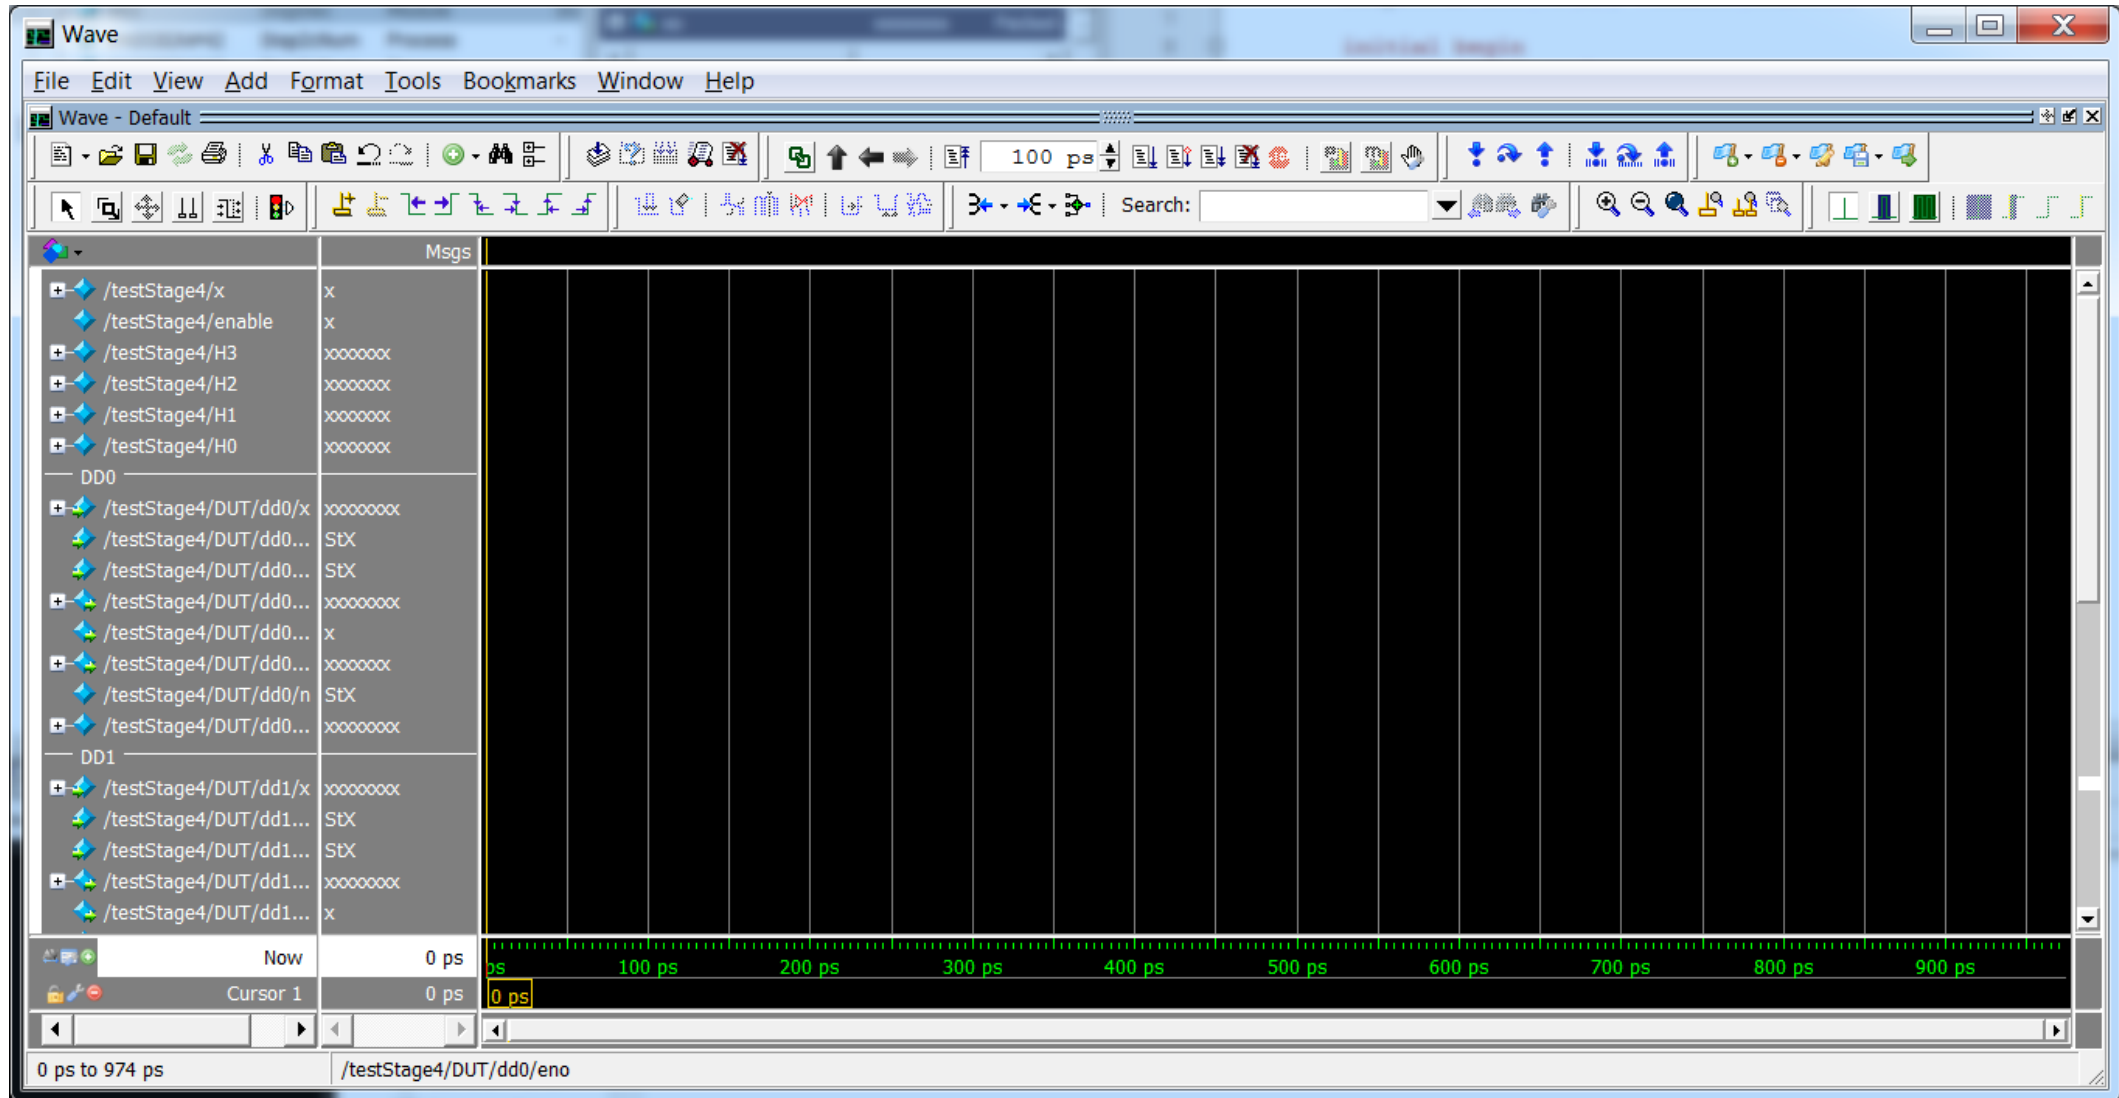 Wave
initial begin
File Edit View Add Format Tools Bookmarks Window Help
Wave - Default
100 ps
Search:
Msgs
/testStage4/x x
/testStage4/enable x
/testStage4/H3 xxxxxxx
/testStage4/H2 xxxxxxx
/testStage4/H1 xxxxxxx
/testStage4/H0 xxxxxxx
DD0
/testStage4/DUT/dd0/x xxxxxxxx
/testStage4/DUT/dd0... StX
/testStage4/DUT/dd0... StX
/testStage4/DUT/dd0... xxxxxxxx
/testStage4/DUT/dd0... x
/testStage4/DUT/dd0... xxxxxxx
/testStage4/DUT/dd0/n StX
/testStage4/DUT/dd0... xxxxxxxx
DD1
/testStage4/DUT/dd1/x xxxxxxxx
/testStage4/DUT/dd1... StX
/testStage4/DUT/dd1... StX
/testStage4/DUT/dd1... xxxxxxxx
/testStage4/DUT/dd1... x
Now 0 ps
ps 100 ps 200 ps 300 ps 400 ps 500 ps 600 ps 700 ps 800 ps 900 ps
Cursor 1 0 ps 0 ps
0 ps to 974 ps /testStage4/DUT/dd0/eno